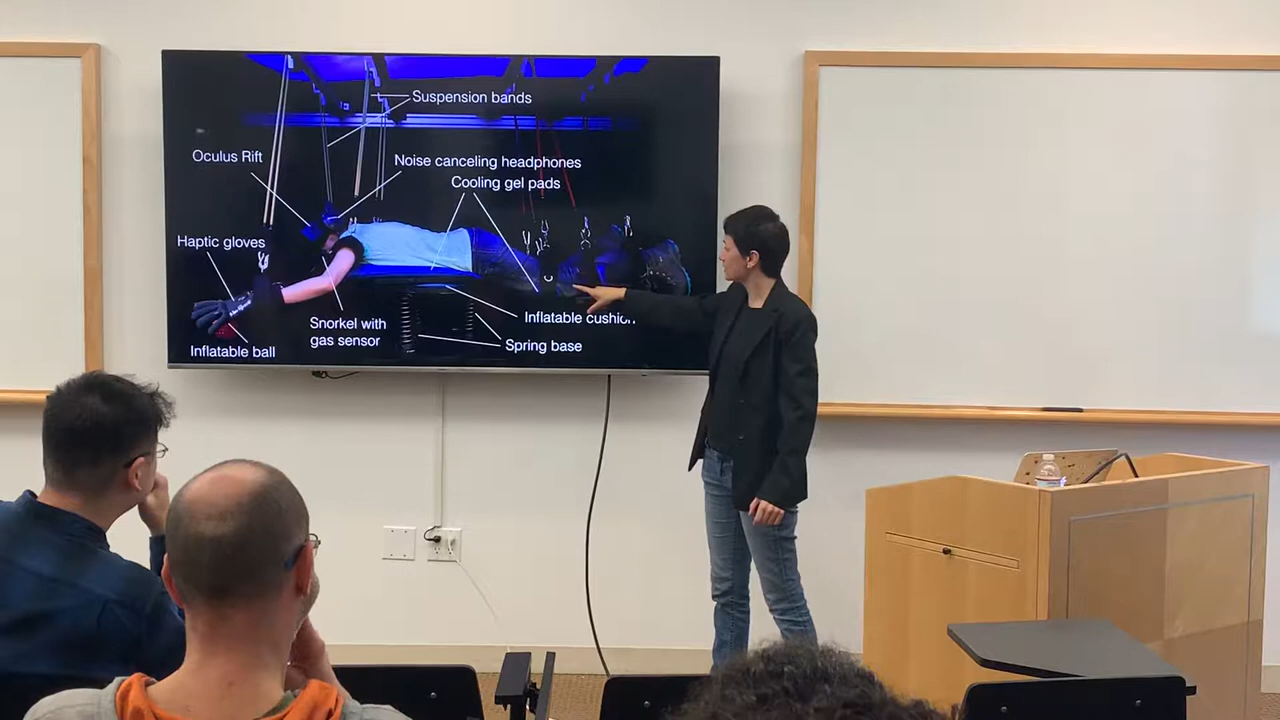 Suspension bands
Oculus Rift
Noise canceling headphones
Cooling gel pads
Haptic gloves
Snorkel with
gas sensor
Inflatable cushion
Spring base
Inflatable ball